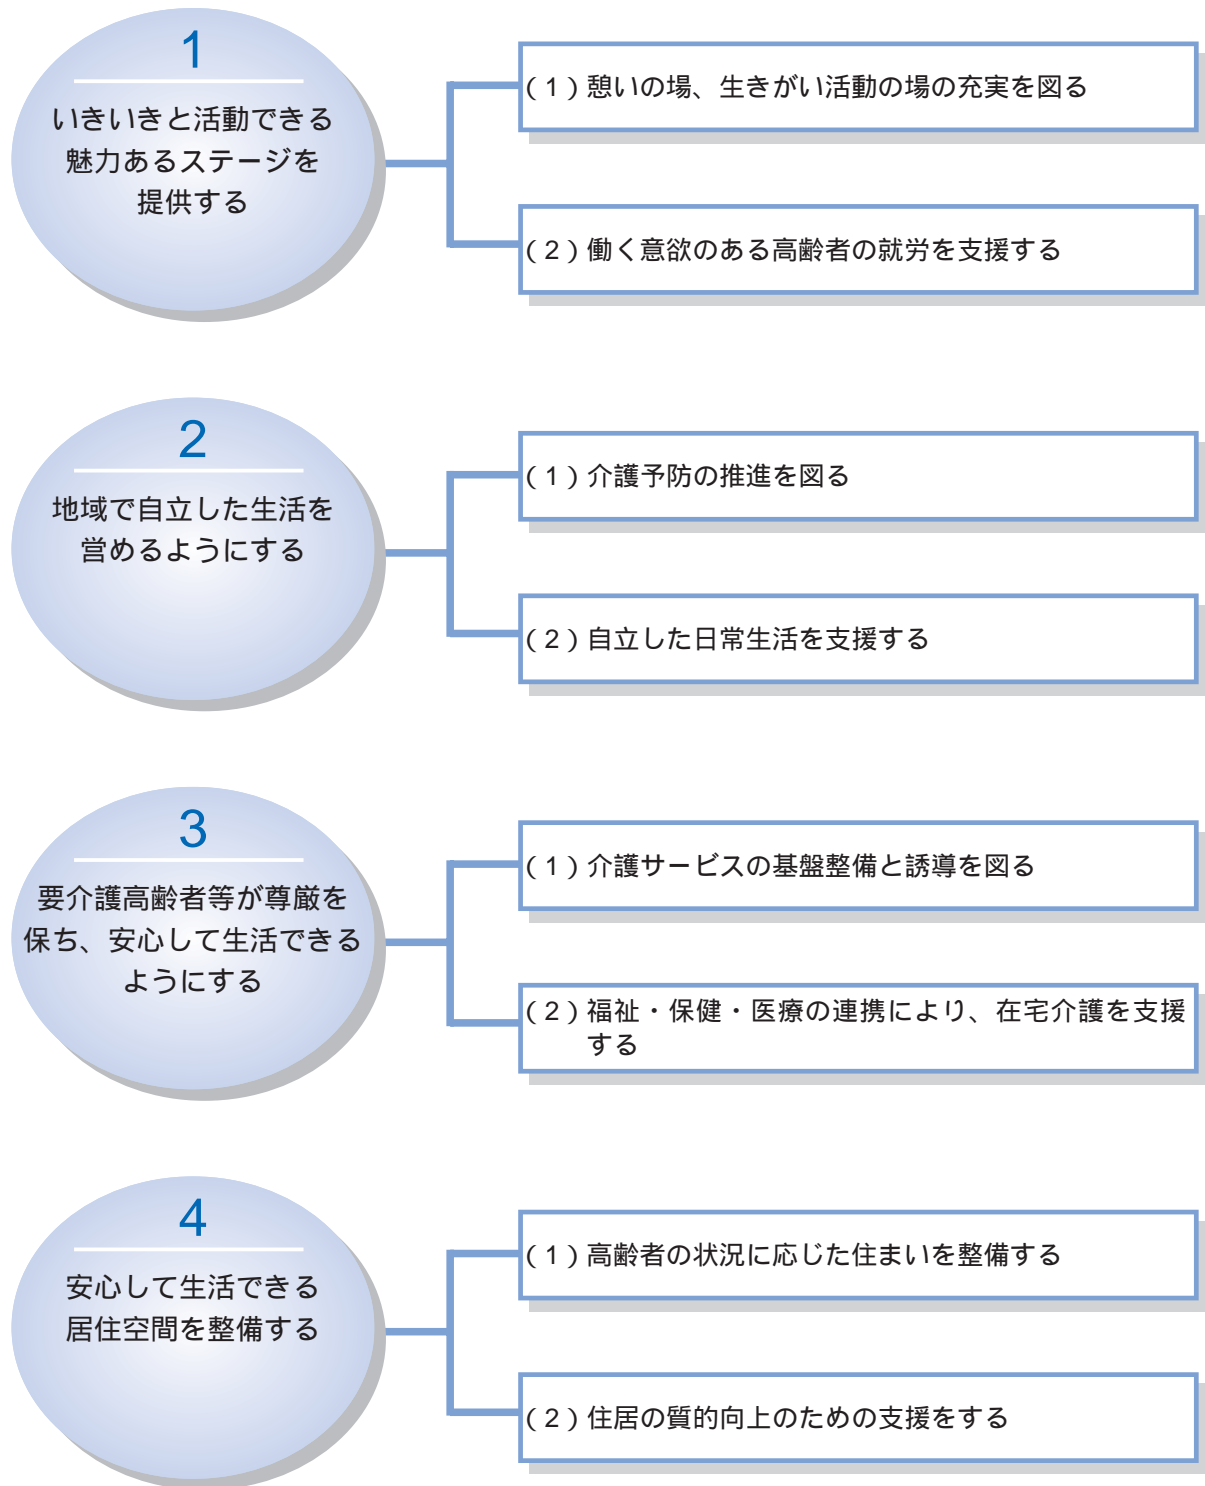 1
いきいきと活動できる
魅力あるステージを
提供する
(1)憩いの場、生きがい活動の場の充実を図る
(2)働く意欲のある高齢者の就労を支援する
2
地域で自立した生活を
営めるようにする
(1)介護予防の推進を図る
(2)自立した日常生活を支援する
3
要介護高齢者等が尊厳を
保ち、安心して生活できる
ようにする
(1)介護サービスの基盤整備と誘導を図る
(2)福祉・保健・医療の連携により、在宅介護を支援
する
4
安心して生活できる
居住空間を整備する
(1)高齢者の状況に応じた住まいを整備する
(2)住居の質的向上のための支援をする